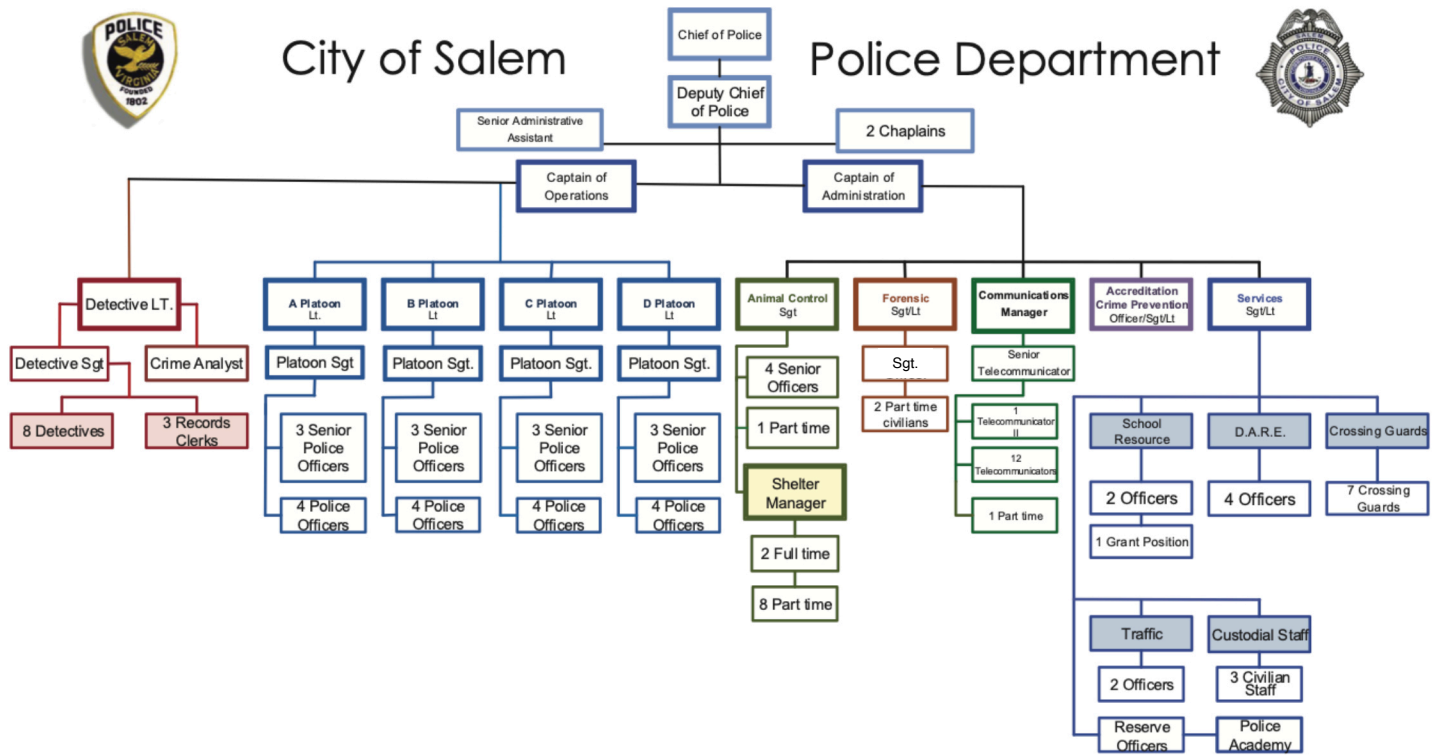 POLICE
SALEM
VIRGINIA
FOUNDED
1802
City of Salem
Chief of Police
Police Department
SALEM
POLICE
CITY OF SALEM
Deputy Chief
of Police
Senior Administrative
Assistant
2 Chaplains
Captain of
Operations
Captain of
Administration
Detective LT.
A Platoon
Lt.
B Platoon
Lt
C Platoon
Lt
D Platoon
Lt
Animal Control
Sgt
Forensic
Sgt/Lt
Communications
Manager
Accreditation
Crime Prevention
Officer/Sgt/Lt
Services
Sgt/Lt
Detective Sgt
Crime Analyst
Platoon Sgt
Platoon Sgt.
Platoon Sgt.
Platoon Sgt.
4 Senior
Officers
Sgt.
Senior
Telecommunicator
8 Detectives
3 Records
Clerks
3 Senior
Police
Officers
3 Senior
Police
Officers
3 Senior
Police
Officers
3 Senior
Police
Officers
1 Part time
2 Part time
civilians
1
Telecommunicator
II
School
Resource
D.A.R.E.
Crossing Guards
12
Telecommunicators
Shelter
Manager
4 Police
Officers
4 Police
Officers
4 Police
Officers
4 Police
Officers
1 Part time
2 Officers
4 Officers
7 Crossing
Guards
1 Grant Position
2 Full time
8 Part time
Traffic
Custodial Staff
2 Officers
3 Civilian
Staff
Reserve
Officers
Police
Academy